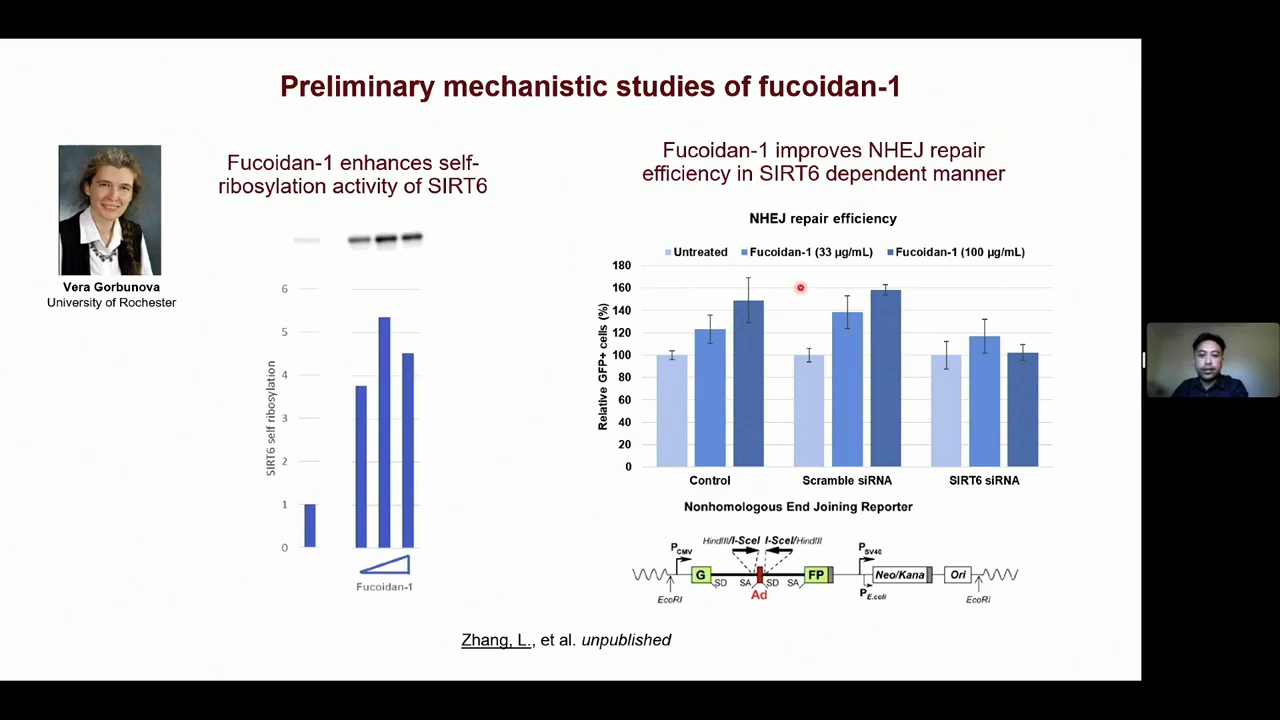 Preliminary mechanistic studies of fucoidan-1
Vera Gorbunova
University of Rochester
Fucoidan-1 enhances self-
ribosylation activity of SIRT6
6
5
4
3
2
1
0
SIRT6 self ribosylation
Fucoidan-1
Fucoidan-1 improves NHEJ repair
efficiency in SIRT6 dependent manner
NHEJ repair efficiency
Untreated Fucoidan-1 (33 µg/mL) Fucoidan-1 (100 µg/mL)
180
160
140
120
100
80
60
40
20
0
Relative GFP+ cells (%)
Control Scramble siRNA SIRT6 siRNA
Nonhomologous End Joining Reporter
HindIII/I-SceI I-SceI/HindIII
PCMV PSV40
G FP Neo/Kana Ori
SD SA SD SA
Ad
PE.coli
EcoRI EcoRI
Zhang, L., et al. unpublished